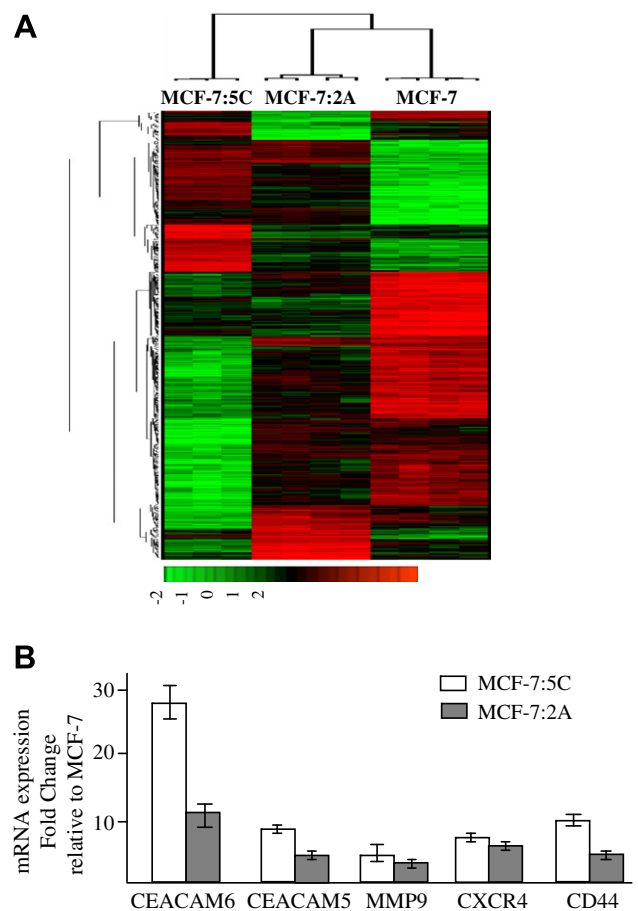 A
MCF-7:5C MCF-7:2A MCF-7
-2 -1 0 1 2
B
mRNA expression
Fold Change
relative to MCF-7
30
20
10
MCF-7:5C
MCF-7:2A
CEACAM6 CEACAM5 MMP9 CXCR4 CD44